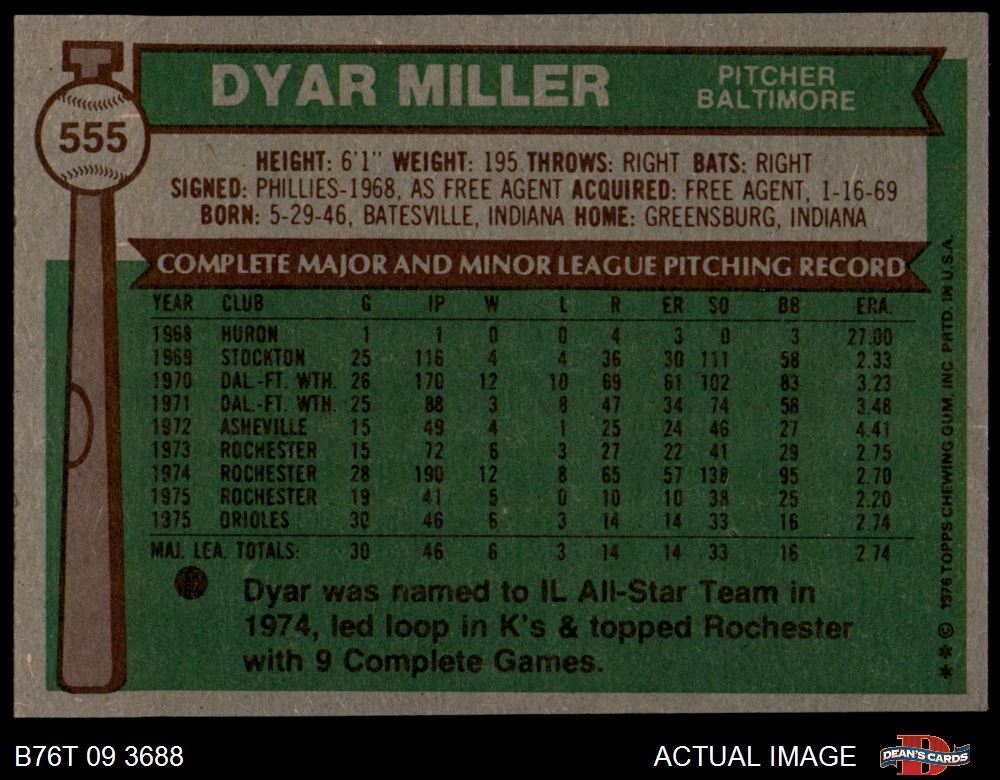 DYAR MILLER
PITCHER
BALTIMORE
555
HEIGHT: 6'1" WEIGHT: 195 THROWS: RIGHT BATS: RIGHT
SIGNED: PHILLIES-1968, AS FREE AGENT ACQUIRED: FREE AGENT, 1-16-69
BORN: 5-29-46, BATESVILLE, INDIANA HOME: GREENSBURG, INDIANA
COMPLETE MAJOR AND MINOR LEAGUE PITCHING RECORD
YEAR CLUB G IP W L R ER SO BB ERA.
1968 HURON 1 1 0 0 4 3 0 3 27.00
1969 STOCKTON 25 116 4 4 36 30 111 58 2.33
1970 DAL.-FT. WTH. 26 170 12 10 69 61 102 83 3.23
1971 DAL.-FT. WTH. 25 88 3 8 47 34 74 58 3.48
1972 ASHEVILLE 15 49 4 1 25 24 46 27 4.41
1973 ROCHESTER 15 72 6 3 27 22 41 29 2.75
1974 ROCHESTER 28 190 12 8 65 57 138 95 2.70
1975 ROCHESTER 19 41 5 0 10 10 38 25 2.20
1975 ORIOLES 30 46 6 3 14 14 33 16 2.74
MAJ. LEA. TOTALS: 30 46 6 3 14 14 33 16 2.74
Dyar was named to IL All-Star Team in
1974, led loop in K's & topped Rochester
with 9 Complete Games.
** © 1976 TOPPS CHEWING GUM, INC. PRTD. IN U.S.A.
B76T 09 3688
ACTUAL IMAGE
DEAN'S CARDS